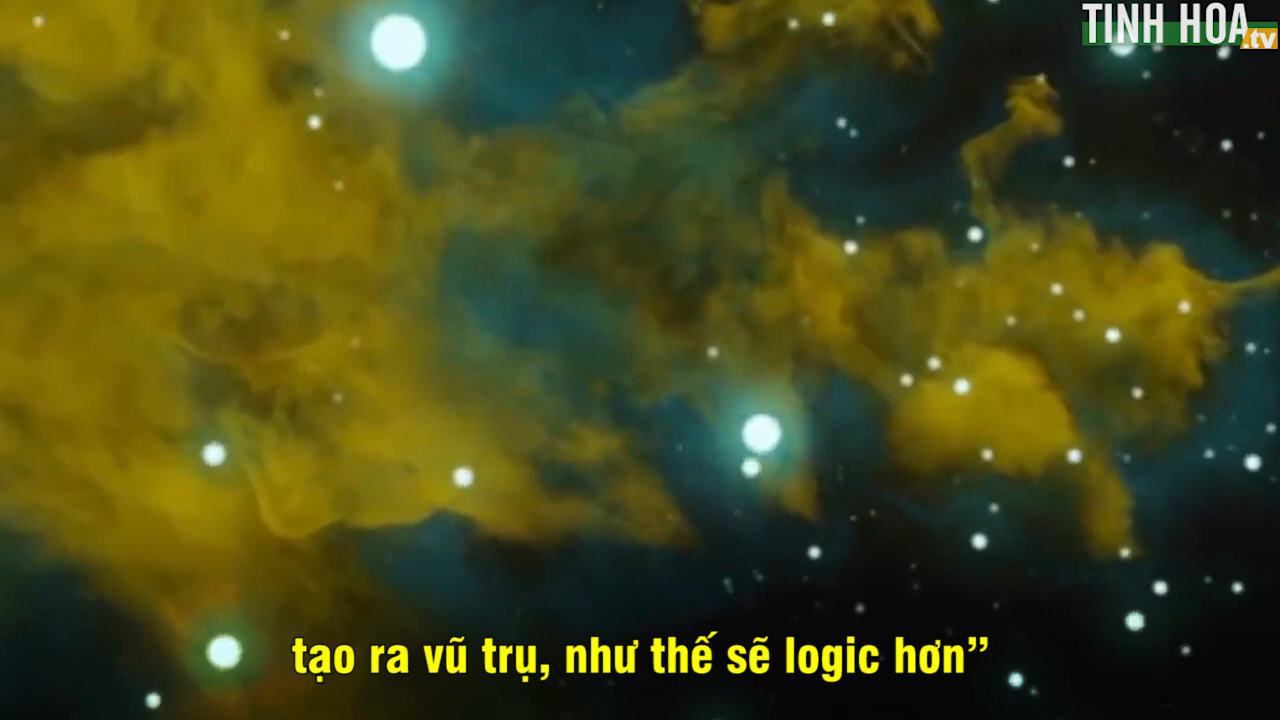 TINH HOA
.tv
tạo ra vũ trụ, như thế sẽ logic hơn”